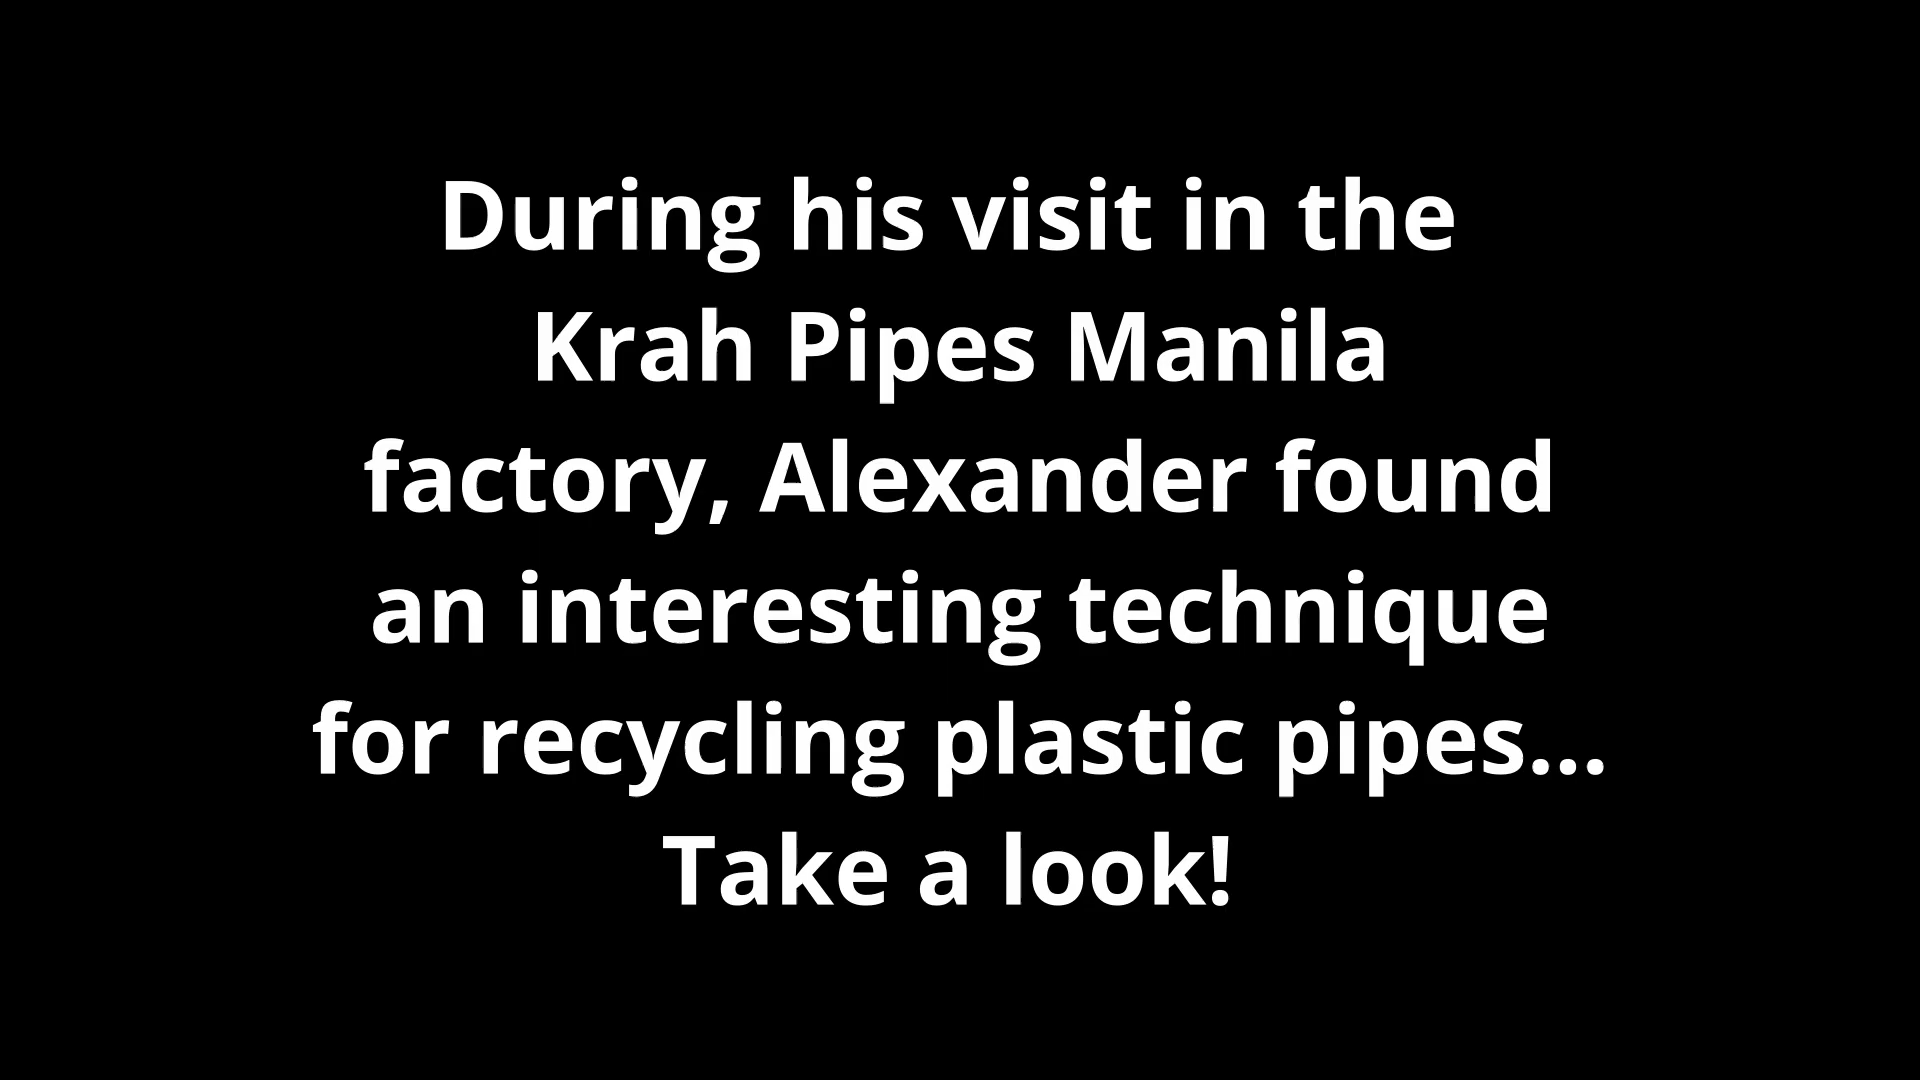 During his visit in the
Krah Pipes Manila
factory, Alexander found
an interesting technique
for recycling plastic pipes...
Take a look!